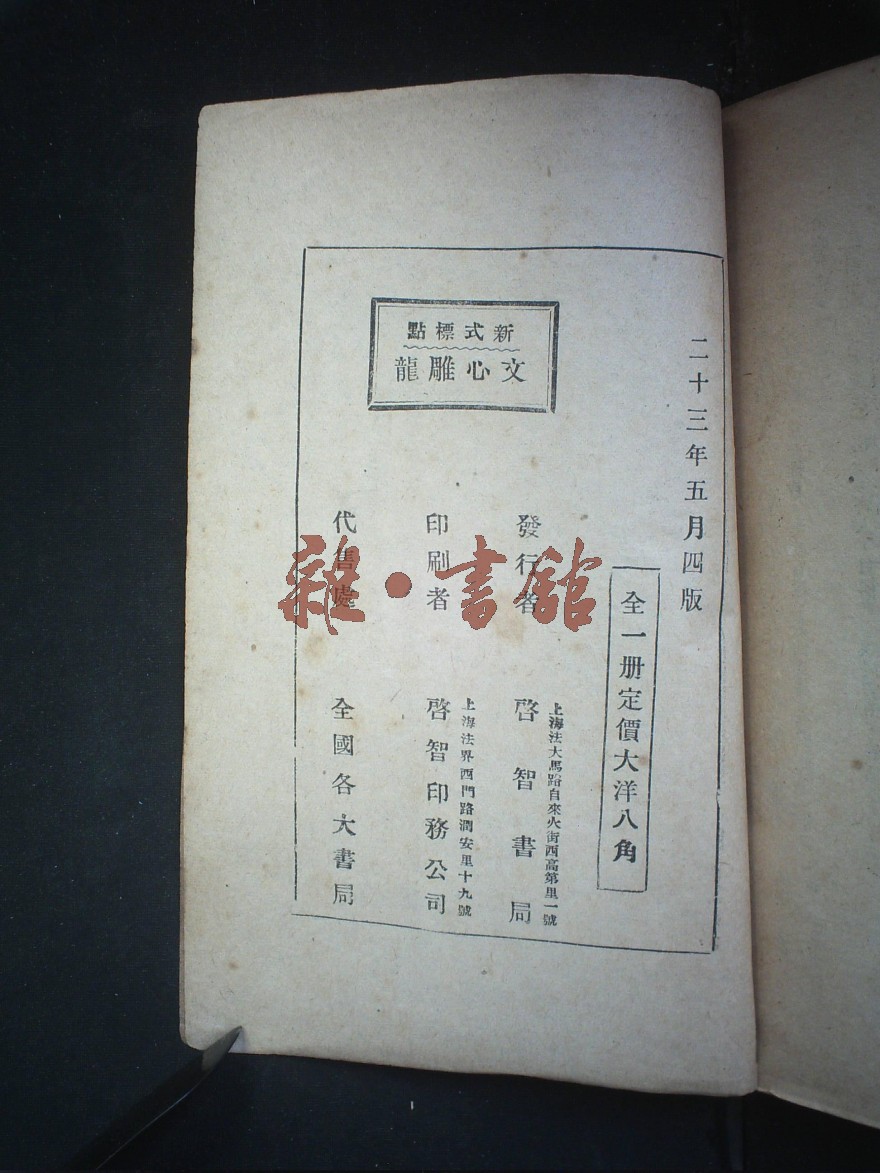 二十三年五月四版
全一册定價大洋八角
新式標點
文心雕龍
發行者
上海法大馬路自來火街西高第里一號
啓智書局
印刷者
上海法界西門路潤安里十九號
啓智印務公司
代售處
全國各大書局
雜·書館